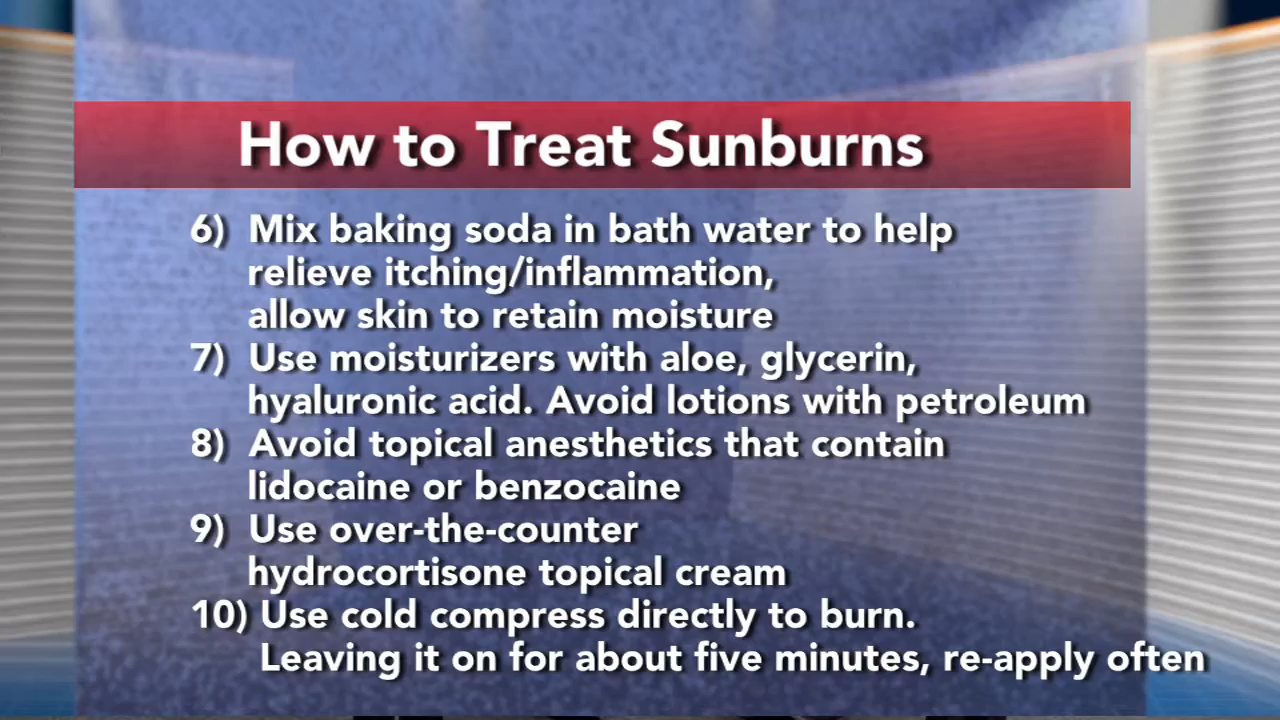 How to Treat Sunburns
6) Mix baking soda in bath water to help
relieve itching/inflammation,
allow skin to retain moisture
7) Use moisturizers with aloe, glycerin,
hyaluronic acid. Avoid lotions with petroleum
8) Avoid topical anesthetics that contain
lidocaine or benzocaine
9) Use over-the-counter
hydrocortisone topical cream
10) Use cold compress directly to burn.
Leaving it on for about five minutes, re-apply often